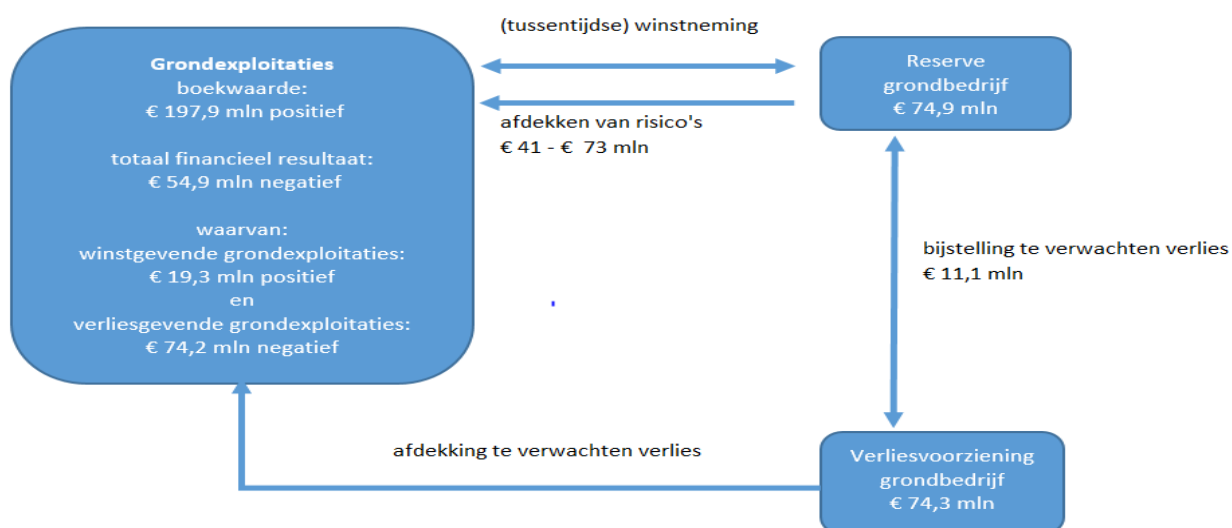 Grondexploitaties
boekwaarde:
€ 197,9 mln positief
totaal financieel resultaat:
€ 54,9 mln negatief
waarvan:
winstgevende grondexploitaties:
€ 19,3 mln positief
en
verliesgevende grondexploitaties:
€ 74,2 mln negatief
(tussentijdse) winstneming
afdekken van risico's
€ 41 - € 73 mln
Reserve
grondbedrijf
€ 74,9 mln
bijstelling te verwachten verlies
€ 11,1 mln
afdekking te verwachten verlies
Verliesvoorziening
grondbedrijf
€ 74,3 mln